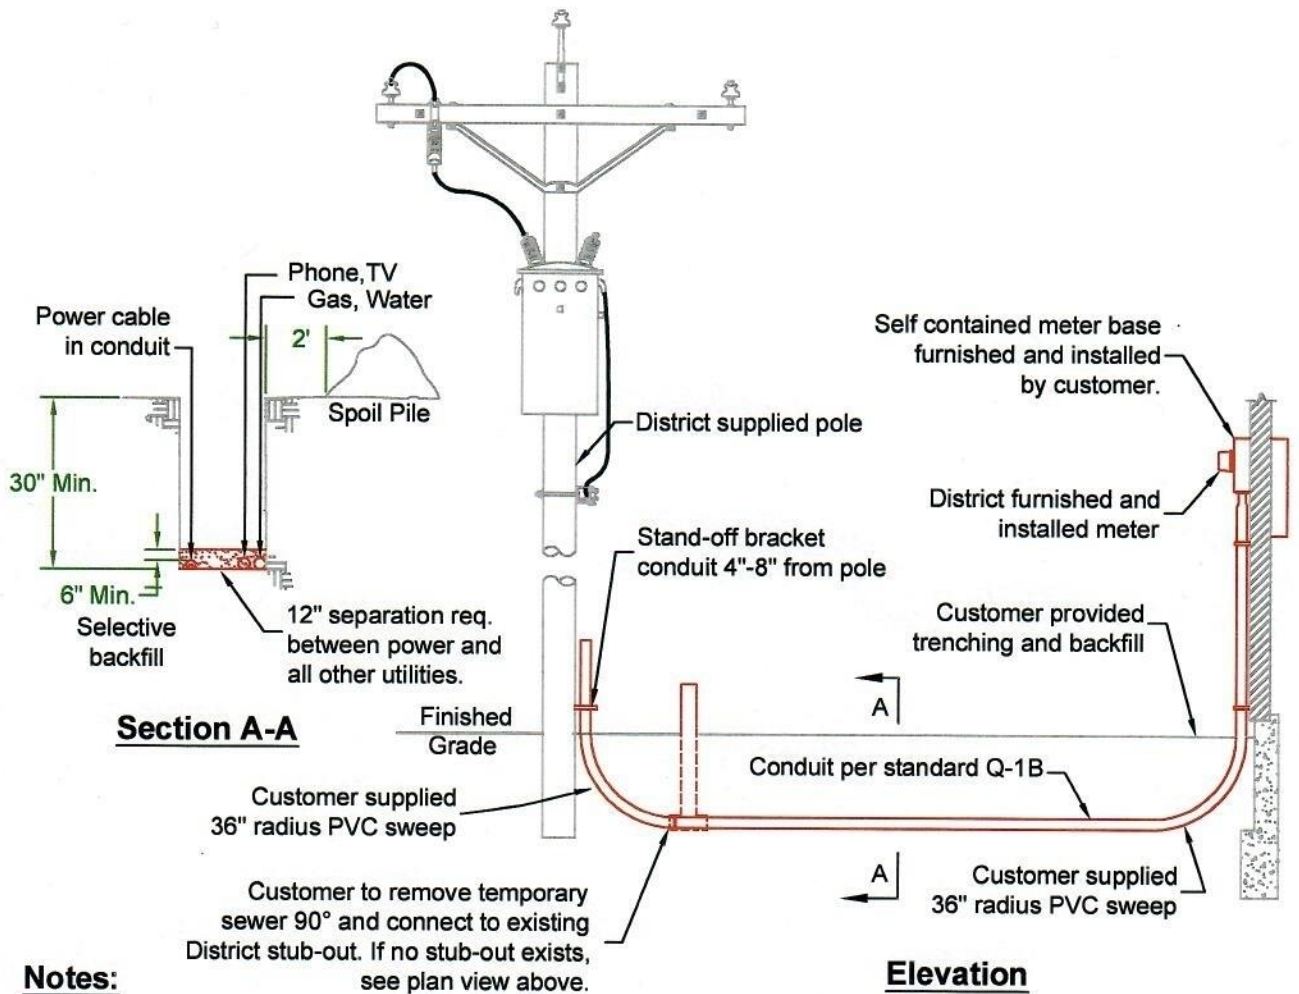 Phone,TV
Gas, Water
Power cable
in conduit
2'
Spoil Pile
30" Min.
6" Min.
Selective
backfill
12" separation req.
between power and
all other utilities.
Section A-A
District supplied pole
Stand-off bracket
conduit 4"-8" from pole
Self contained meter base
furnished and installed
by customer.
District furnished and
installed meter
Customer provided
trenching and backfill
Finished
Grade
A
Conduit per standard Q-1B
Customer supplied
36" radius PVC sweep
A
Customer supplied
36" radius PVC sweep
Customer to remove temporary
sewer 90° and connect to existing
District stub-out. If no stub-out exists,
see plan view above.
Notes:
Elevation